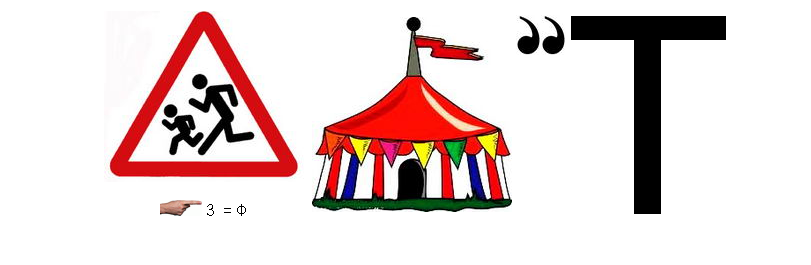 ,, T
3 = Ф